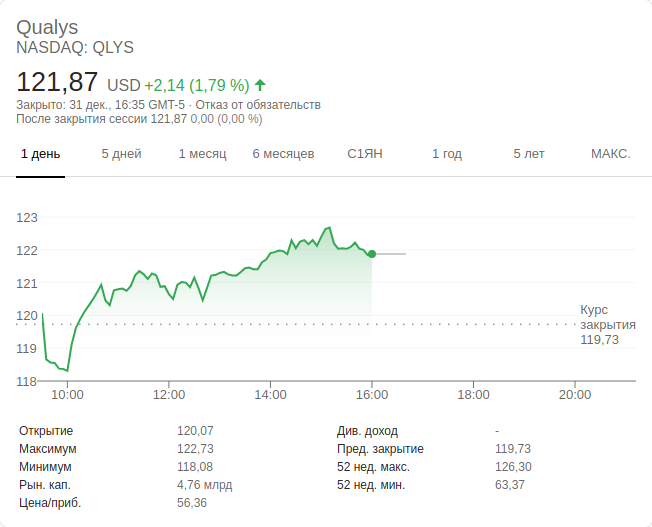 Qualys
NASDAQ: QLYS
121,87 USD +2,14 (1,79 %)
Закрыто: 31 дек., 16:35 GMT-5 · Отказ от обязательств
После закрытия сессии 121,87 0,00 (0,00 %)
1 день 5 дней 1 месяц 6 месяцев С1ЯН 1 год 5 лет МАКС.
123
122
121
120
119
118
Курс
закрытия
119,73
10:00 12:00 14:00 16:00 18:00 20:00
Открытие 120,07 Див. доход -
Максимум 122,73 Пред. закрытие 119,73
Минимум 118,08 52 нед. макс. 126,30
Рын. кап. 4,76 млрд 52 нед. мин. 63,37
Цена/приб. 56,36